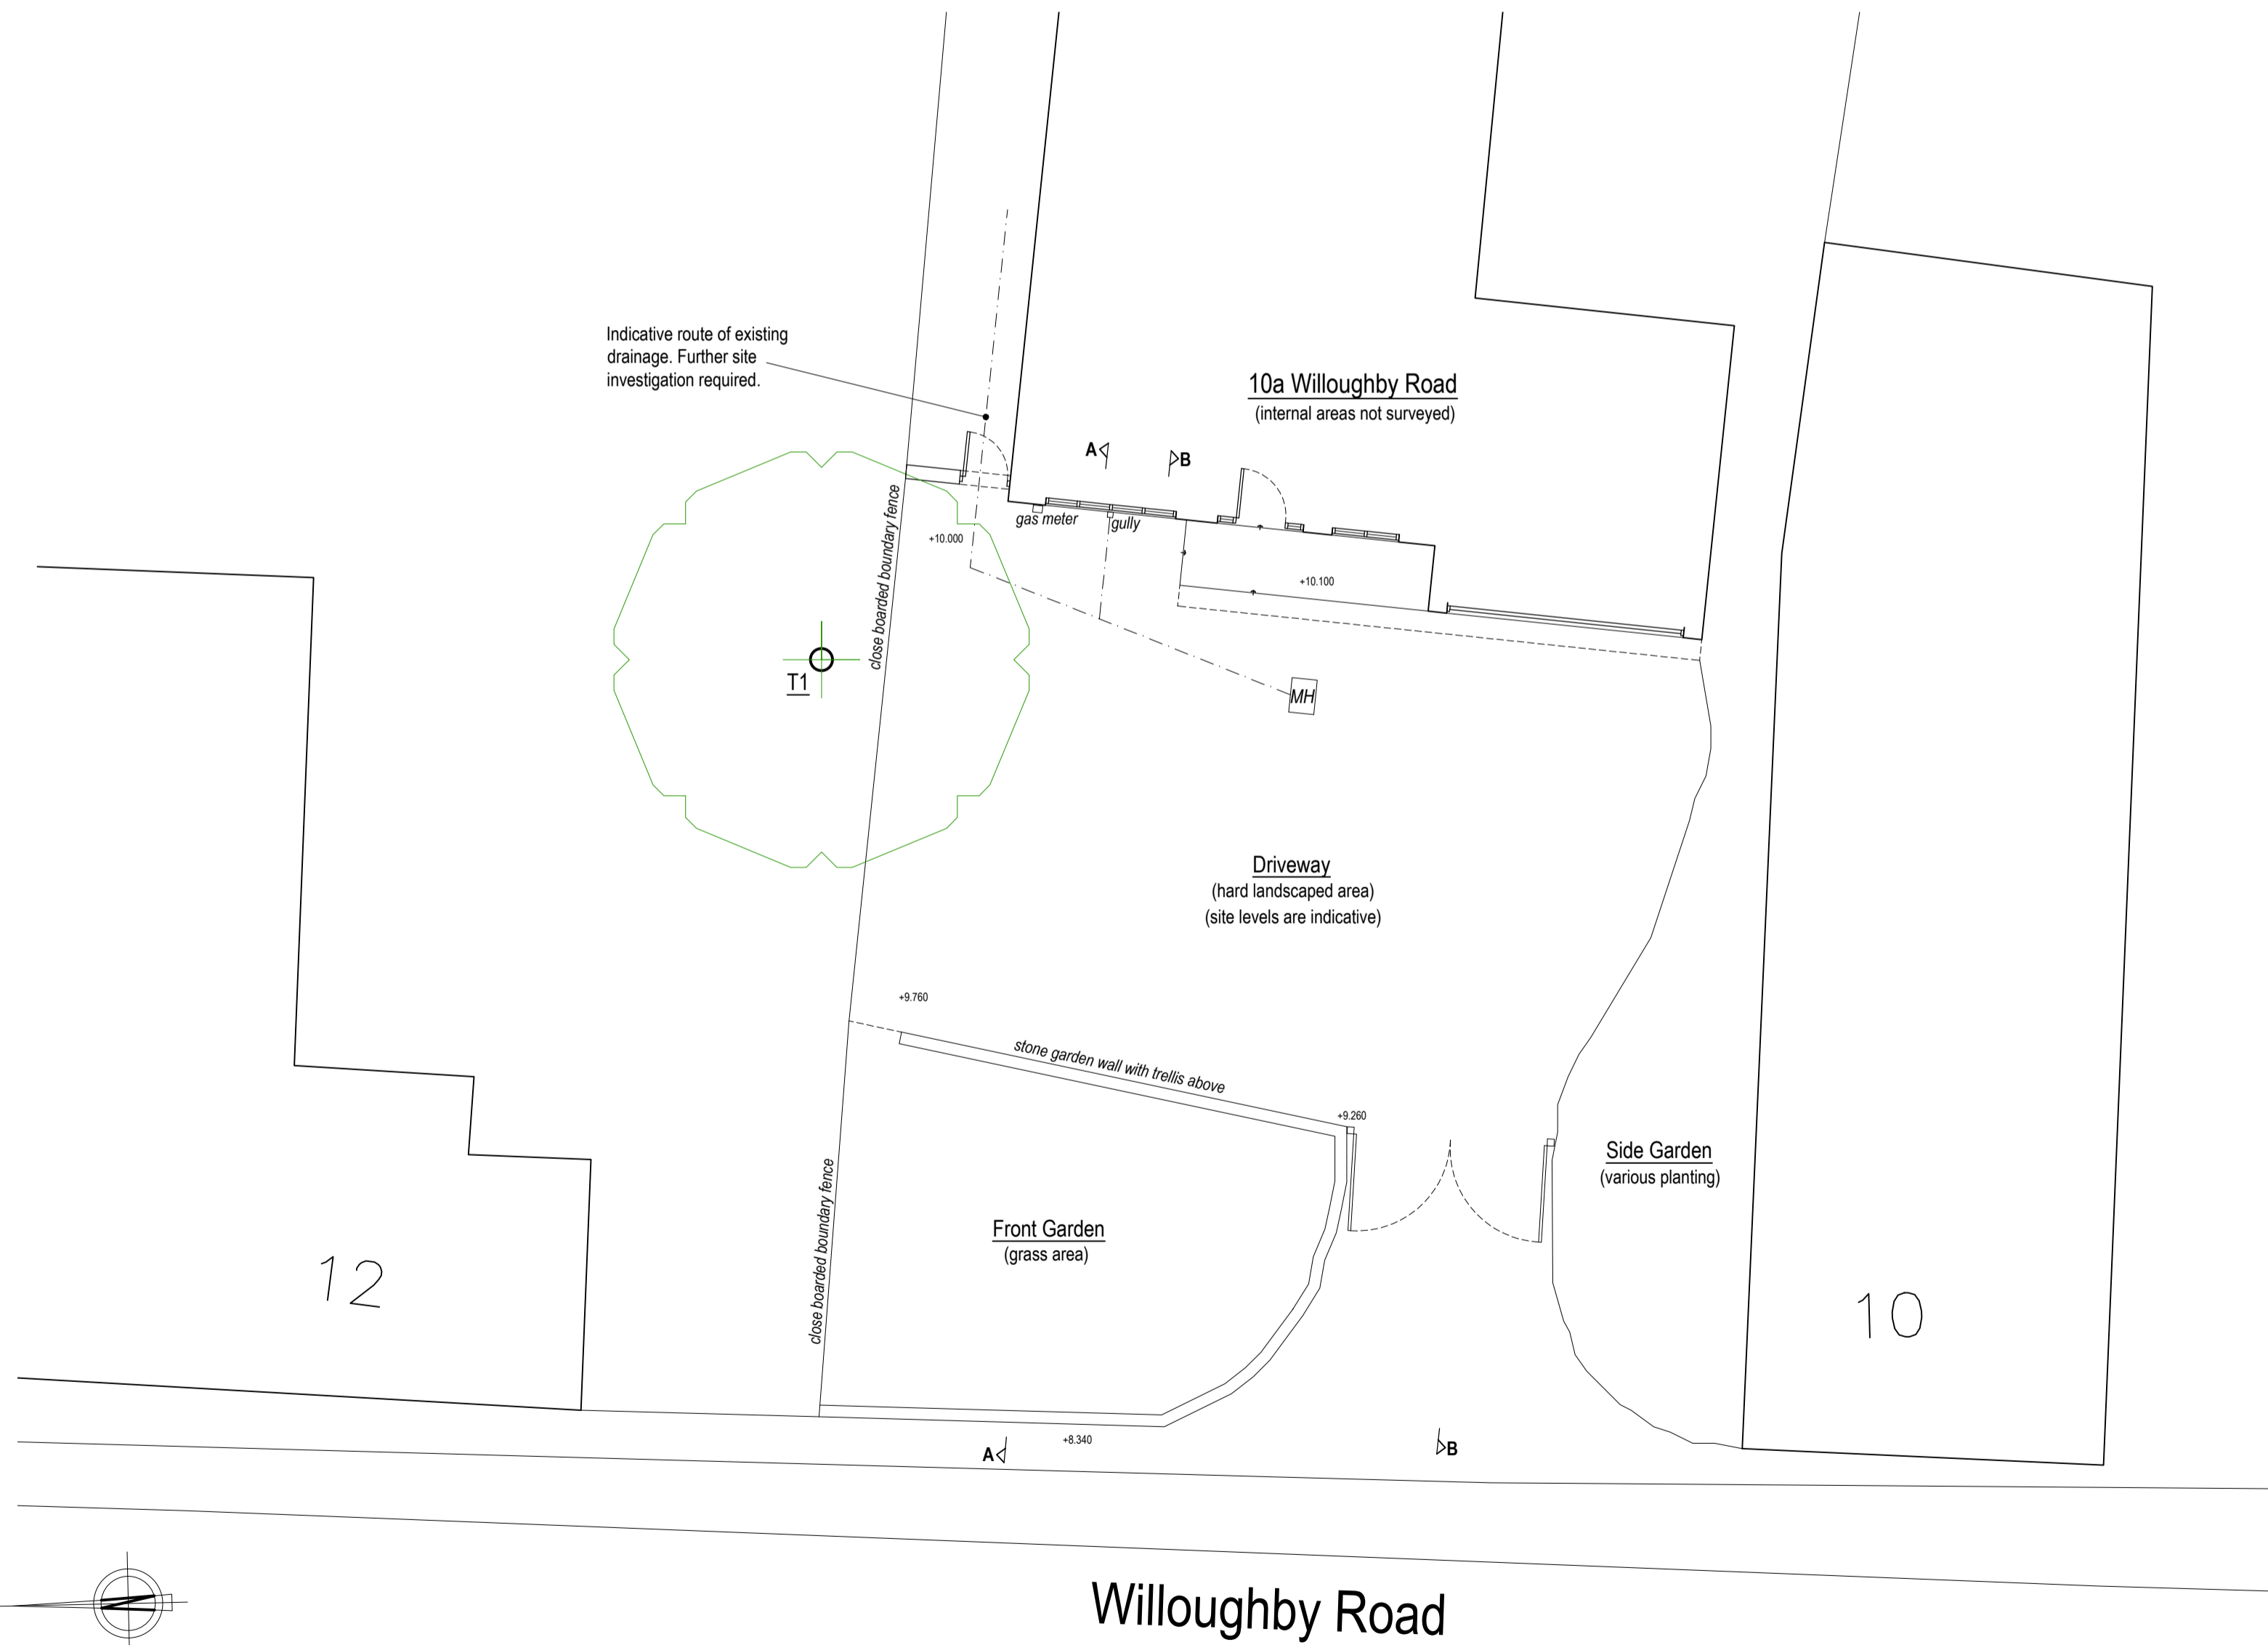 Indicative route of existing
drainage. Further site
investigation required.
10a Willoughby Road
(internal areas not surveyed)
A
B
close boarded boundary fence
gas meter
gully
+10.000
+10.100
T1
MH
Driveway
(hard landscaped area)
(site levels are indicative)
+9.760
stone garden wall with trellis above
+9.260
Side Garden
(various planting)
close boarded boundary fence
Front Garden
(grass area)
12
10
A
+8.340
B
Willoughby Road